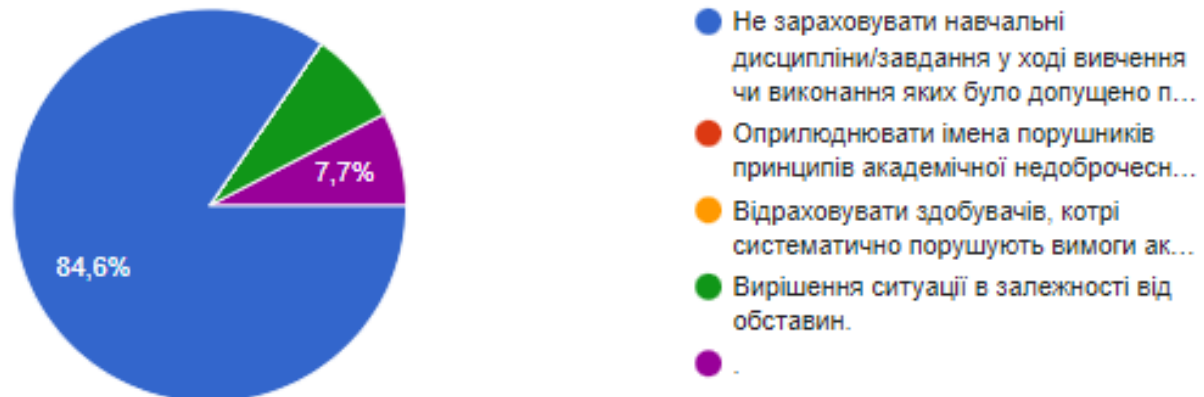 7,7%
84,6%
Не зараховувати навчальні
дисципліни/завдання у ході вивчення
чи виконання яких було допущено п...
Оприлюднювати імена порушників
принципів академічної недоброчесн...
Відраховувати здобувачів, котрі
систематично порушують вимоги ак...
Вирішення ситуації в залежності від
обставин.
.